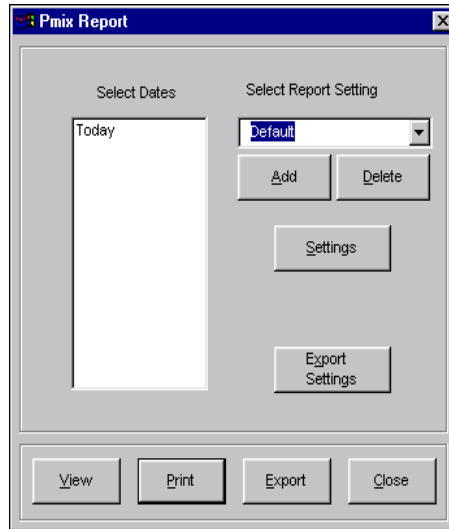 Pmix Report
Select Dates
Select Report Setting
Today
Default
Add
Delete
Settings
Export
Settings
View
Print
Export
Close